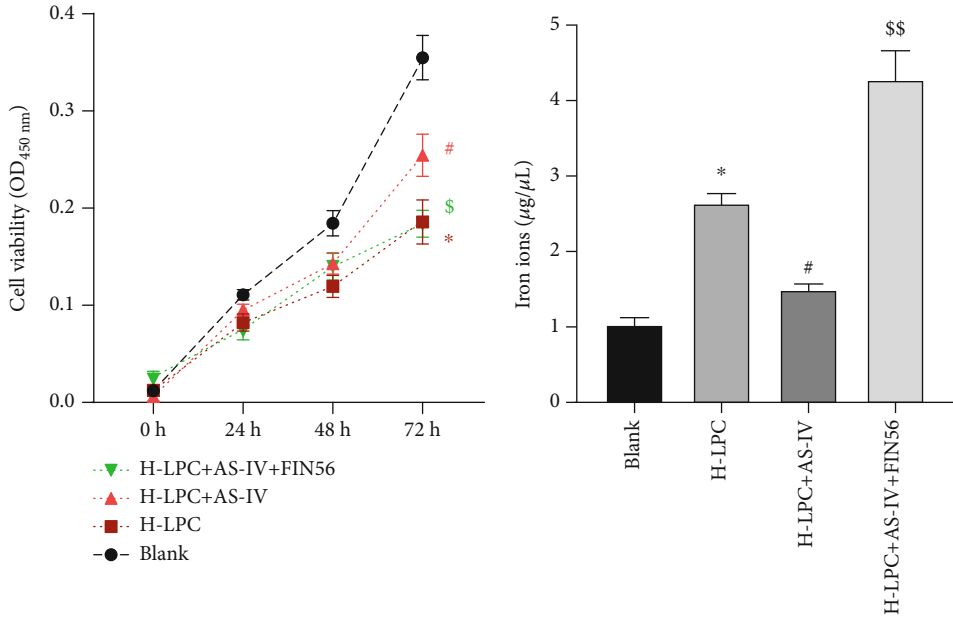 Cell viability (OD450 nm)
0.4
0.3
0.2
0.1
0.0
#
$
*
0 h 24 h 48 h 72 h
H-LPC+AS-IV+FIN56
H-LPC+AS-IV
H-LPC
Blank
Iron ions (μg/μL)
5
4
3
2
1
0
*
#
$$
Blank
H-LPC
H-LPC+AS-IV
H-LPC+AS-IV+FIN56